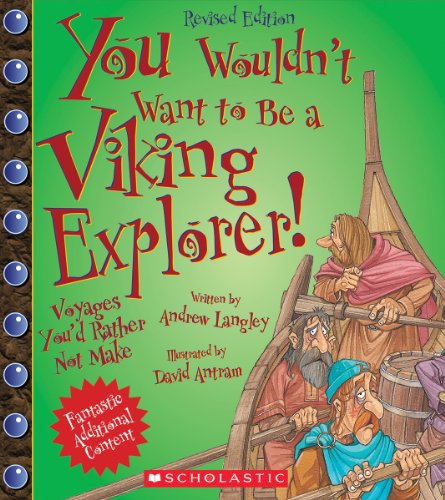 Revised Edition
You Wouldn't
Want to Be a
Viking
Explorer!
Voyages
You'd Rather
Not Make
Written by
Andrew Langley
Illustrated by
David Antram
Fantastic
Additional
Content
SCHOLASTIC